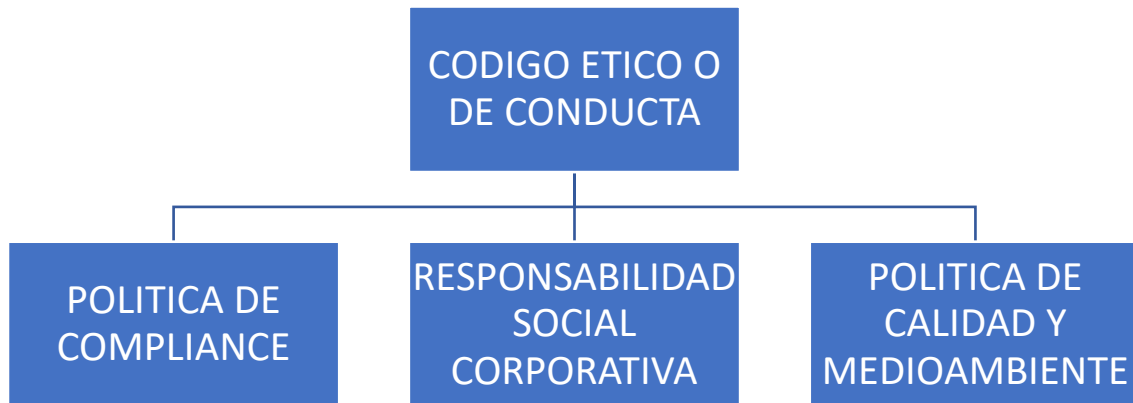 CODIGO ETICO O
DE CONDUCTA
POLITICA DE
COMPLIANCE
RESPONSABILIDAD
SOCIAL
CORPORATIVA
POLITICA DE
CALIDAD Y
MEDIOAMBIENTE